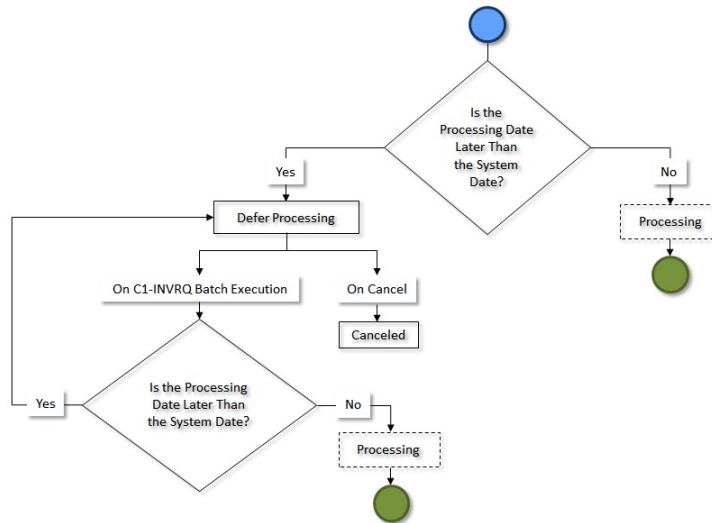 Is the
Processing Date
Later Than
the System
Date?
Yes
No
Defer Processing
Processing
On C1-INVRQ Batch Execution
On Cancel
Canceled
Is the Processing
Date Later Than
the System Date?
Yes
No
Processing